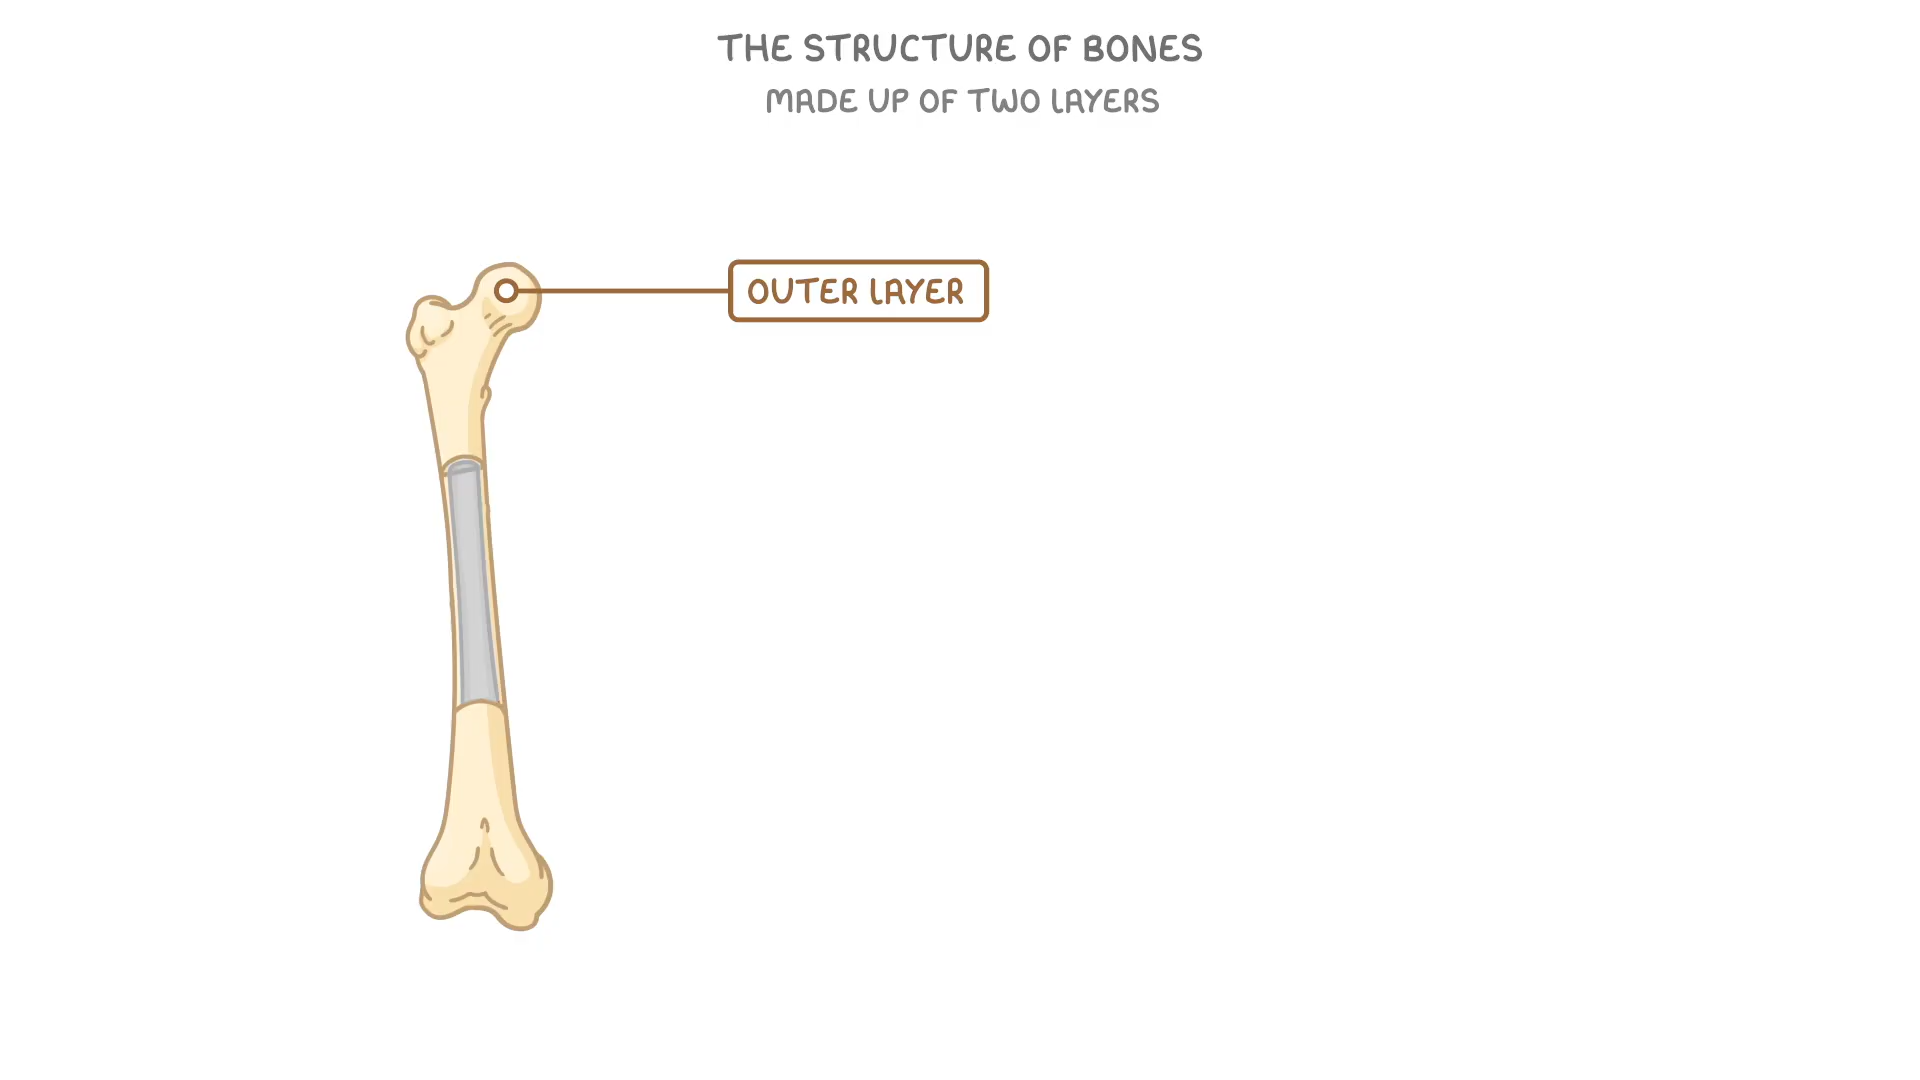 THE STRUCTURE OF BONES
MADE UP OF TWO LAYERS
OUTER LAYER